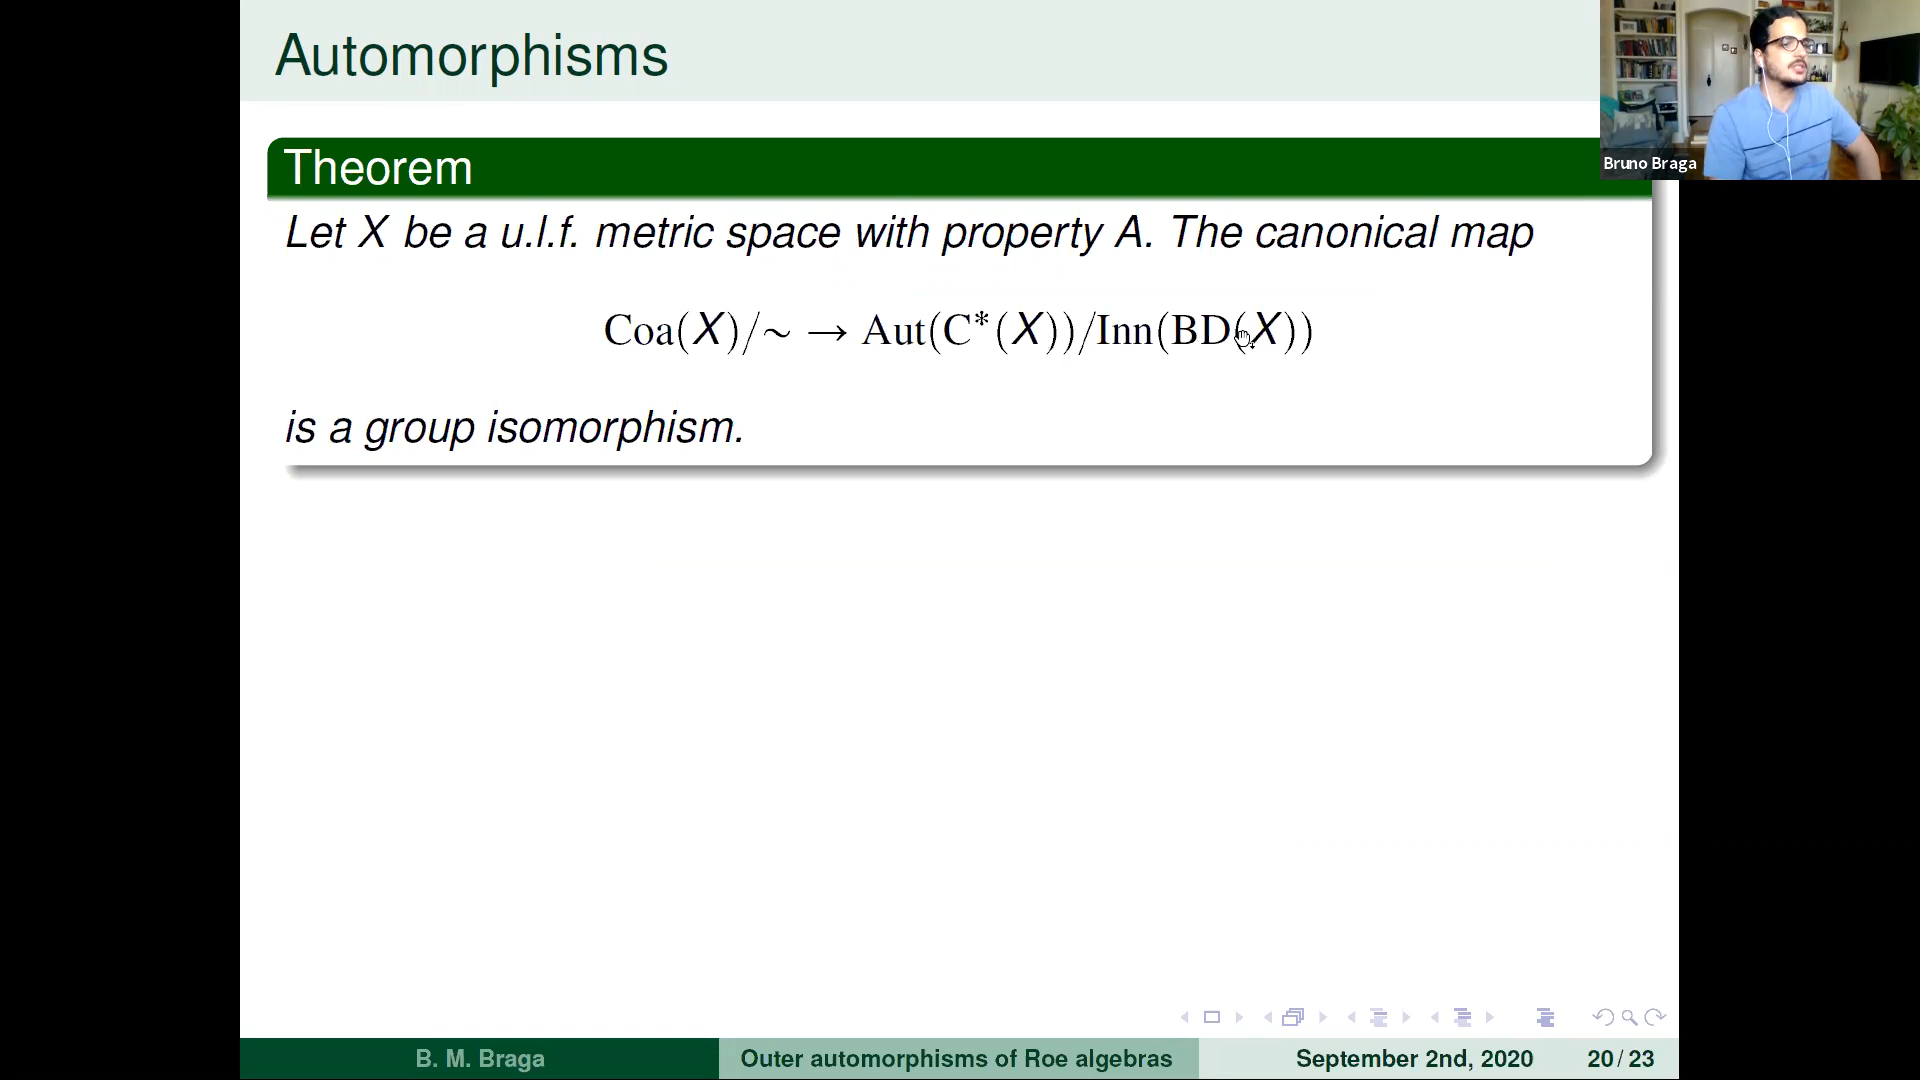 Automorphisms
Bruno Braga
Theorem
Let X be a u.l.f. metric space with property A. The canonical map
Coa(X)/∼ → Aut(C*(X))/Inn(BD(X))
is a group isomorphism.
B. M. Braga
Outer automorphisms of Roe algebras
September 2nd, 2020
20 / 23